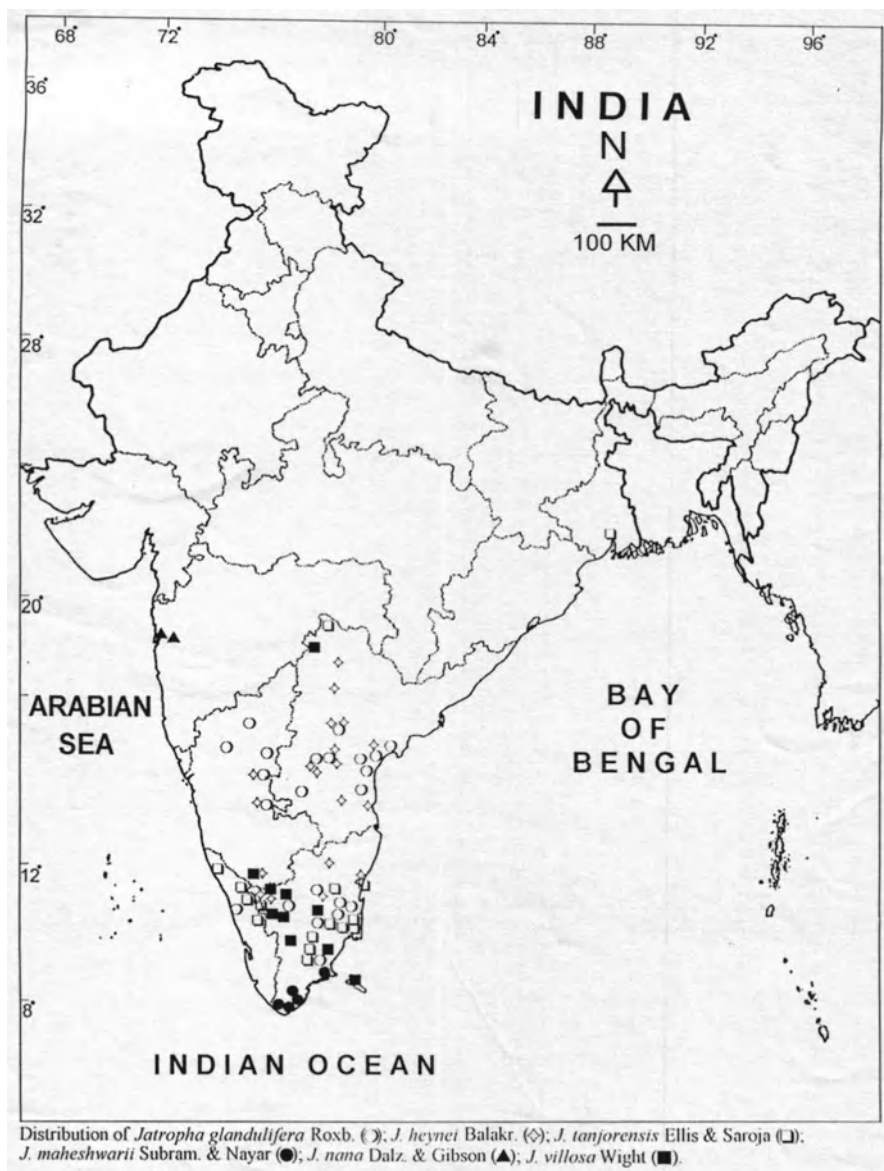 68 72 80 84 88 92 96
36°
INDIA
N
32°
100 KM
28°
20°
ARABIAN
SEA
BAY
OF
BENGAL
12°
8°
INDIAN OCEAN
Distribution of Jatropha glandulifera Roxb. (○); J. heynei Balakr. (◇); J. tanjorensis Ellis & Saroja (□);
J. maheshwarii Subram. & Nayar (●); J. nana Dalz. & Gibson (▲); J. villosa Wight (■).